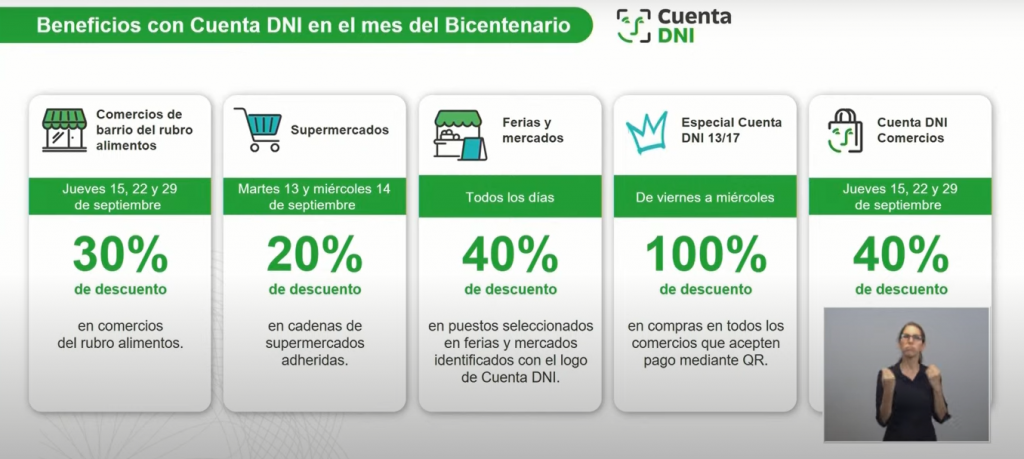 Beneficios con Cuenta DNI en el mes del Bicentenario
Cuenta
DNI
Comercios de
barrio del rubro
alimentos
Jueves 15, 22 y 29
de septiembre
30%
de descuento
en comercios
del rubro alimentos.
Supermercados
Martes 13 y miércoles 14
de septiembre
20%
de descuento
en cadenas de
supermercados
adheridas.
Ferias y
mercados
Todos los días
40%
de descuento
en puestos seleccionados
en ferias y mercados
identificados con el logo
de Cuenta DNI.
Especial Cuenta
DNI 13/17
De viernes a miércoles
100%
de descuento
en compras en todos los
comercios que acepten
pago mediante QR.
Cuenta DNI
Comercios
Jueves 15, 22 y 29
de septiembre
40%
de descuento